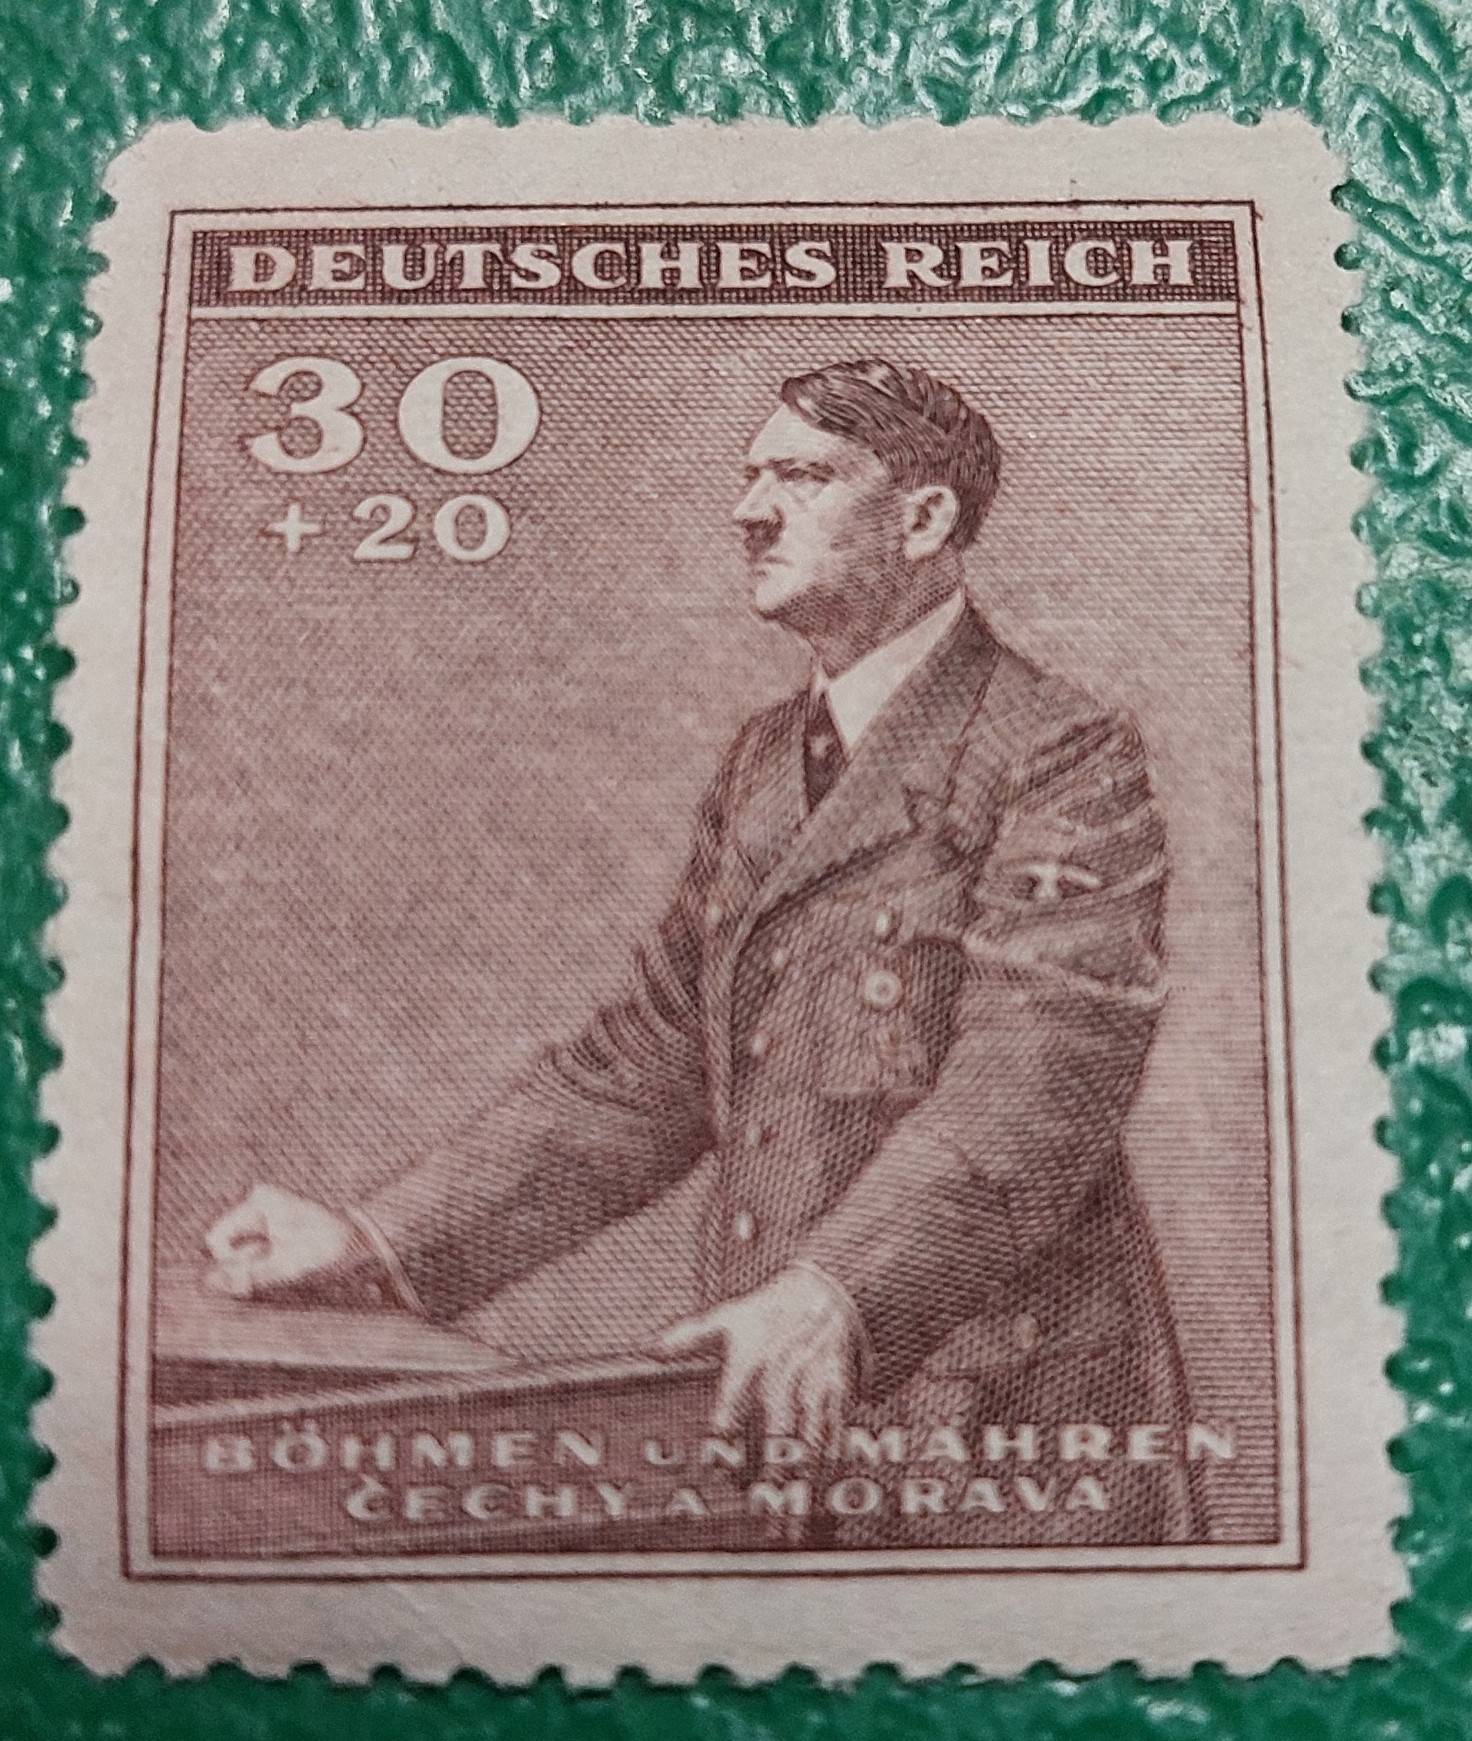 DEUTSCHES REICH
30
+ 20
BÖHMEN UND MÄHREN
ČECHY A MORAVA